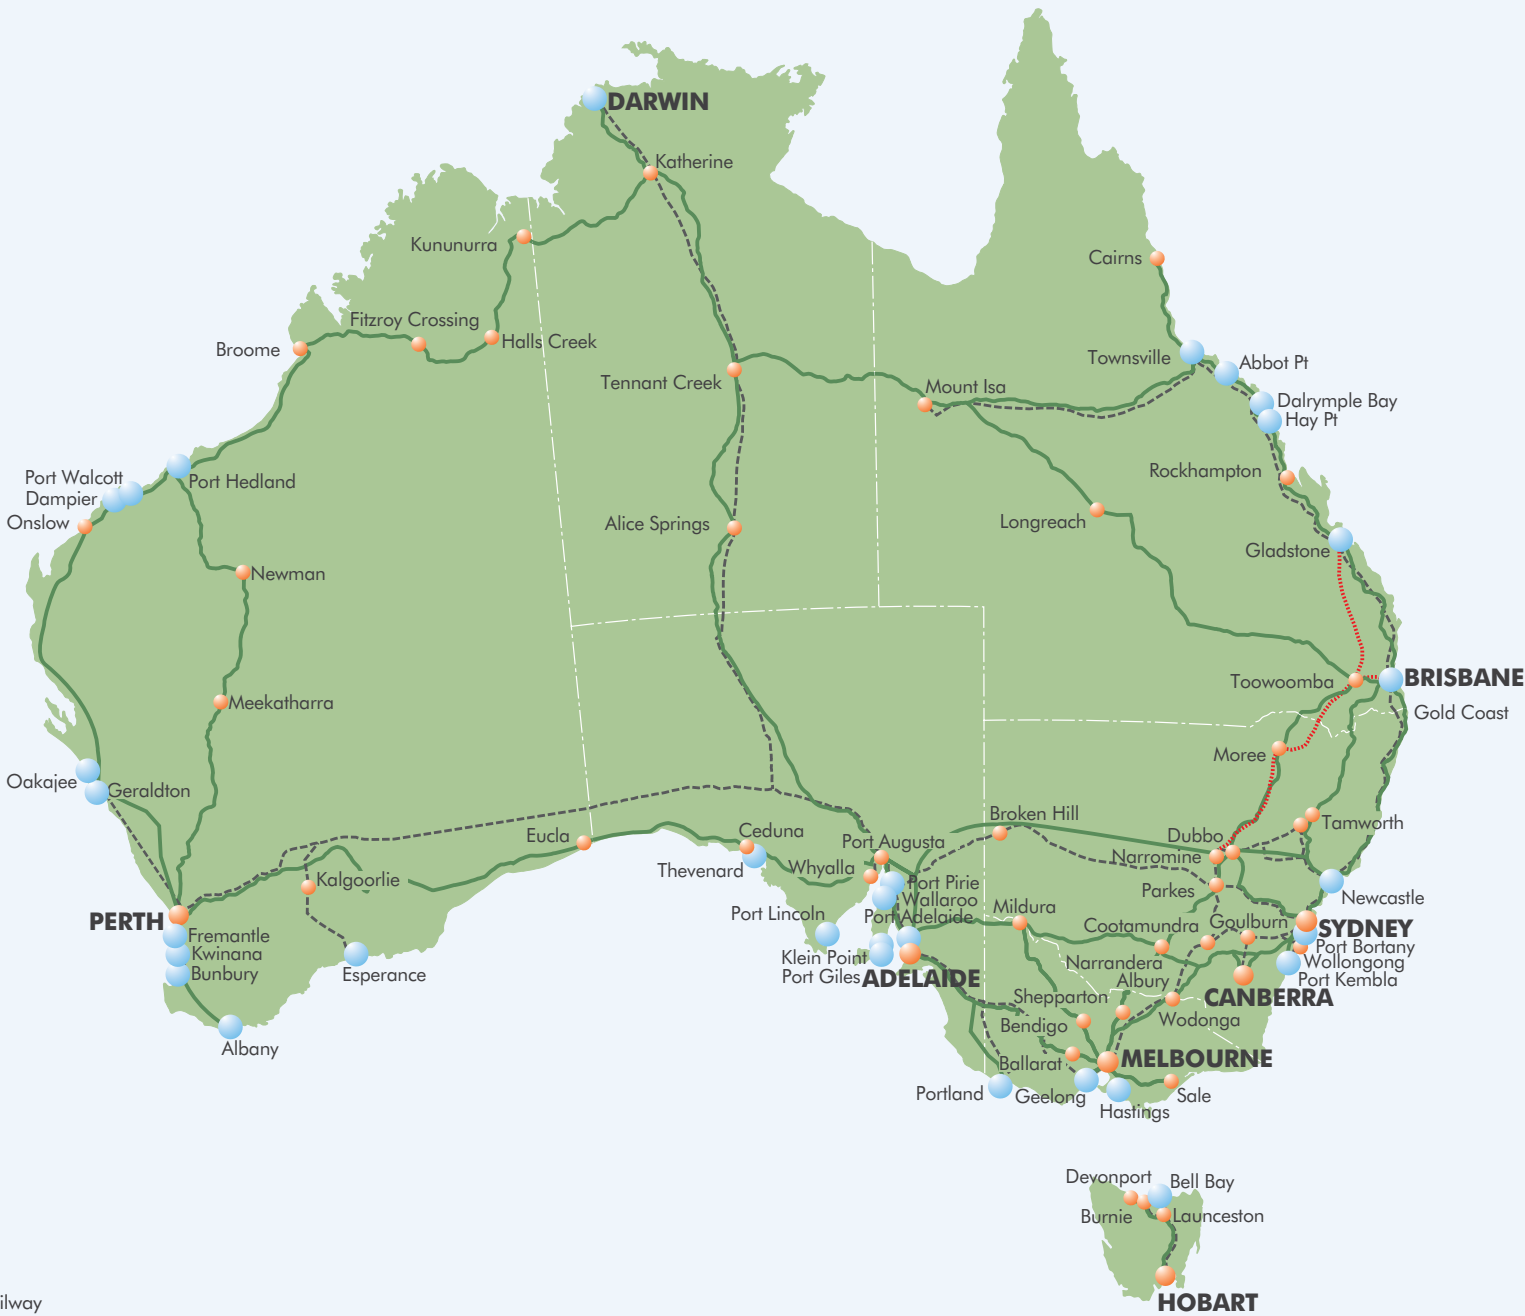 DARWIN
Katherine
Kununurra
Cairns
Fitzroy Crossing
Halls Creek
Broome
Tennant Creek
Mount Isa
Townsville
Abbot Pt
Dalrymple Bay
Hay Pt
Port Walcott
Dampier
Onslow
Port Hedland
Rockhampton
Alice Springs
Longreach
Gladstone
Newman
Meekatharra
Toowoomba
BRISBANE
Gold Coast
Moree
Oakajee
Geraldton
Broken Hill
Tamworth
Eucla
Ceduna
Port Augusta
Dubbo
Narromine
Thevenard
Whyalla
Kalgoorlie
Port Pirie
Wallaroo
Parkes
Newcastle
PERTH
Port Lincoln
Port Adelaide
Mildura
Cootamundra
Goulburn
SYDNEY
Fremantle
Kwinana
Bunbury
Esperance
Klein Point
Port Giles
ADELAIDE
Narrandera
Albury
Port Bortany
Wollongong
Port Kembla
CANBERRA
Shepparton
Bendigo
Wodonga
Albany
Ballarat
MELBOURNE
Portland
Geelong
Hastings
Sale
Devonport
Bell Bay
Burnie
Launceston
HOBART
ilway